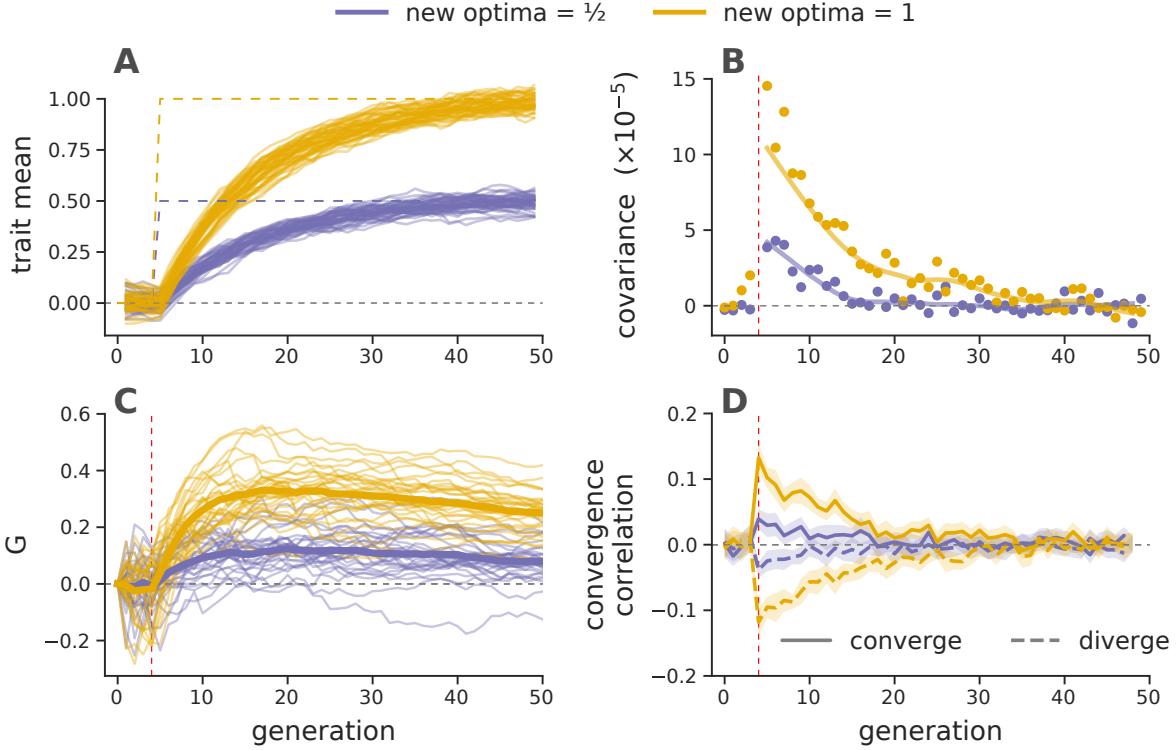 new optima = ½
new optima = 1
A
trait mean
1.00
0.75
0.50
0.25
0.00
0 10 20 30 40 50
B
covariance (×10⁻⁵)
15
10
5
0
0 10 20 30 40 50
C
G
0.6
0.4
0.2
0.0
−0.2
0 10 20 30 40 50
generation
D
convergence
correlation
0.2
0.1
0.0
−0.1
−0.2
converge
diverge
0 10 20 30 40 50
generation